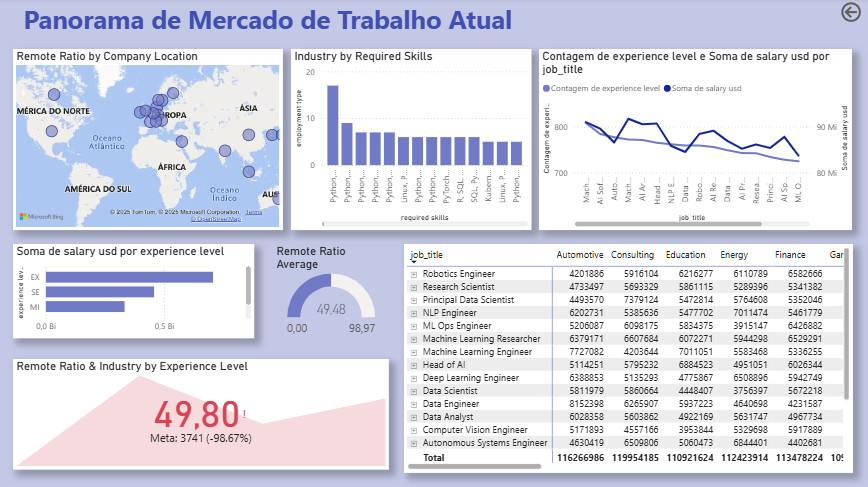 Panorama de Mercado de Trabalho Atual
Remote Ratio by Company Location
AMÉRICA DO NORTE
ROPA
ÁSIA
Oceano
Atlântico
ÁFRICA
AMÉRICA DO SUL
Oceano
Índico
AUS
Microsoft Bing
© 2025 TomTom, © 2025 Microsoft Corporation, Terms
© OpenStreetMap
Industry by Required Skills
employment type
20
10
0
Python,...
Python...
Python...
Python...
Python...
Linux, P...
Python...
Python...
PyTorc...
R, SQL, ...
SQL, Py...
Kubern...
Linux, P...
Python...
required skills
Contagem de experience level e Soma de salary usd por
job_title
Contagem de experience level
Soma de salary usd
Contagem de experi...
800
700
90 Mi
80 Mi
Soma de salary usd
Mach...
AI Sof...
Auto...
Mach...
AI Ar...
Head ...
NLP E...
Data ...
Robo...
AI Re...
Data ...
AI Pr...
Resea...
Princi...
AI Sp...
ML O...
job_title
Soma de salary usd por experience level
experience lev...
EX
SE
MI
0,0 Bi
0,5 Bi
Remote Ratio
Average
49,48
0,00
98,97
Remote Ratio & Industry by Experience Level
49,80!
Meta: 3741 (-98.67%)
job_title Automotive Consulting Education Energy Finance Gar
Robotics Engineer 4201886 5916104 6216277 6110789 6582666
Research Scientist 4733497 5693329 5861115 5289396 5341382
Principal Data Scientist 4493570 7379124 5472814 5764608 5352046
NLP Engineer 6202731 5385636 5477702 7011474 5461779
ML Ops Engineer 5206087 6098175 5834375 3915147 6426882
Machine Learning Researcher 6379171 6607684 6072271 5944298 6529291
Machine Learning Engineer 7727082 4203644 7011051 5583468 5336255
Head of AI 5114251 5795232 6884523 4951051 6026344
Deep Learning Engineer 6388853 5135293 4775867 6508896 5942749
Data Scientist 5811979 5860664 4448407 3756397 5672218
Data Engineer 8152398 6265907 5937223 4640698 4231587
Data Analyst 6028358 5603862 4922169 5631747 4967734
Computer Vision Engineer 5171893 4557166 3953844 5329698 5917889
Autonomous Systems Engineer 4630419 6509806 5060473 6844401 4402681
Total 116266986 119954185 110921624 112423914 113478224 109